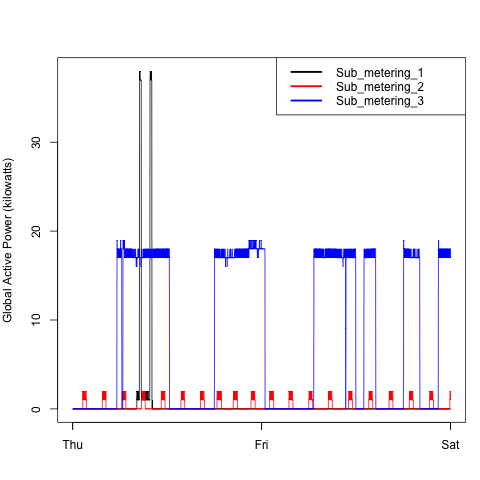 Sub_metering_1
Sub_metering_2
Sub_metering_3
Global Active Power (kilowatts)
30
20
10
0
Thu Fri Sat